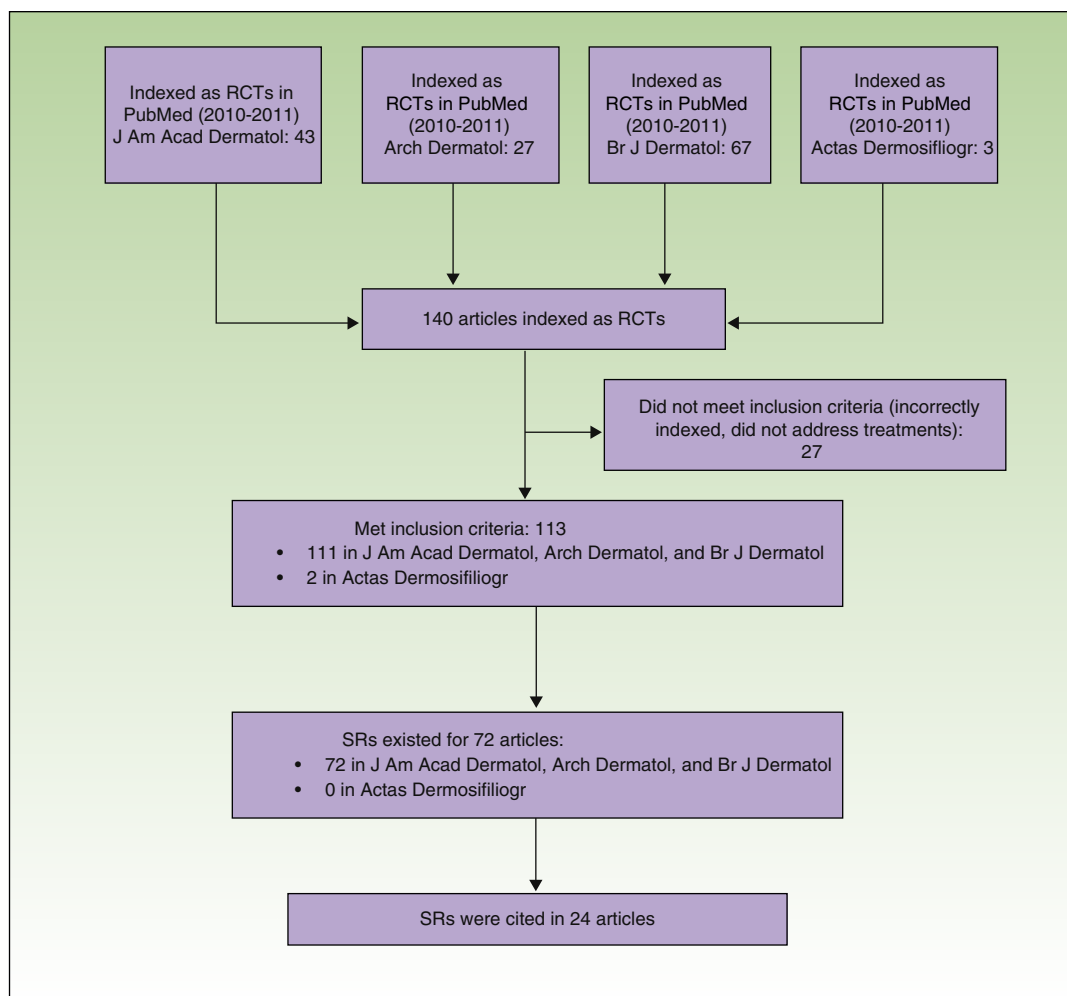 Indexed as RCTs in
PubMed (2010-2011)
J Am Acad Dermatol: 43
Indexed as
RCTs in PubMed
(2010-2011)
Arch Dermatol: 27
Indexed as
RCTs in PubMed
(2010-2011)
Br J Dermatol: 67
Indexed as
RCTs in PubMed
(2010-2011)
Actas Dermosifliogr: 3
140 articles indexed as RCTs
Did not meet inclusion criteria (incorrectly
indexed, did not address treatments):
27
Met inclusion criteria: 113
• 111 in J Am Acad Dermatol, Arch Dermatol, and Br J Dermatol
• 2 in Actas Dermosifiliogr
SRs existed for 72 articles:
• 72 in J Am Acad Dermatol, Arch Dermatol, and Br J Dermatol
• 0 in Actas Dermosifiliogr
SRs were cited in 24 articles